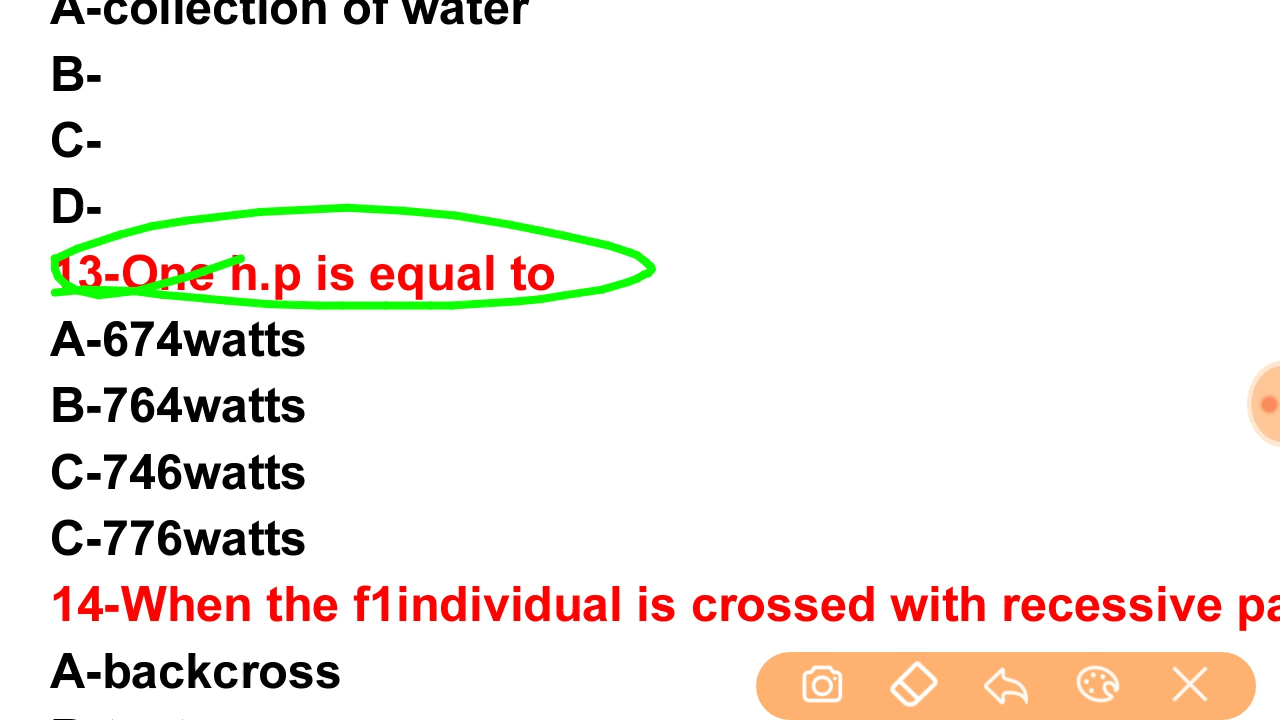 A-collection of water
B-
C-
D-
13-One h.p is equal to
A-674watts
B-764watts
C-746watts
C-776watts
14-When the f1individual is crossed with recessive
A-backcross